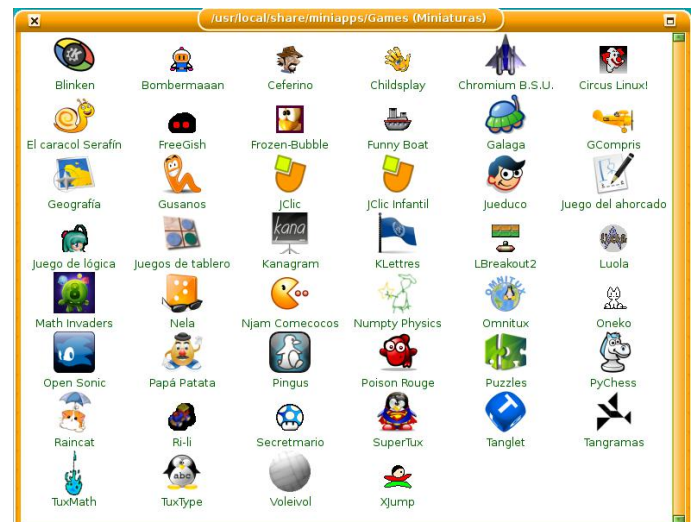 /usr/local/share/miniapps/Games (Miniaturas)
Blinken Bombermaaan Ceferino Childsplay Chromium B.S.U. Circus Linux!
El caracol Serafín FreeGish Frozen-Bubble Funny Boat Galaga GCompris
Geografía Gusanos JClic JClic Infantil Jueduco Juego del ahorcado
kana
Juego de lógica Juegos de tablero Kanagram KLettres LBreakout2 Luola
OMNITUX
Math Invaders Nela Njam Comecocos Numpty Physics Omnitux Oneko
Open Sonic Papá Patata Pingus Poison Rouge Puzzles PyChess
T
Raincat Ri-li Secretmario SuperTux Tanglet Tangramas
abc
TuxMath TuxType Voleivol XJump